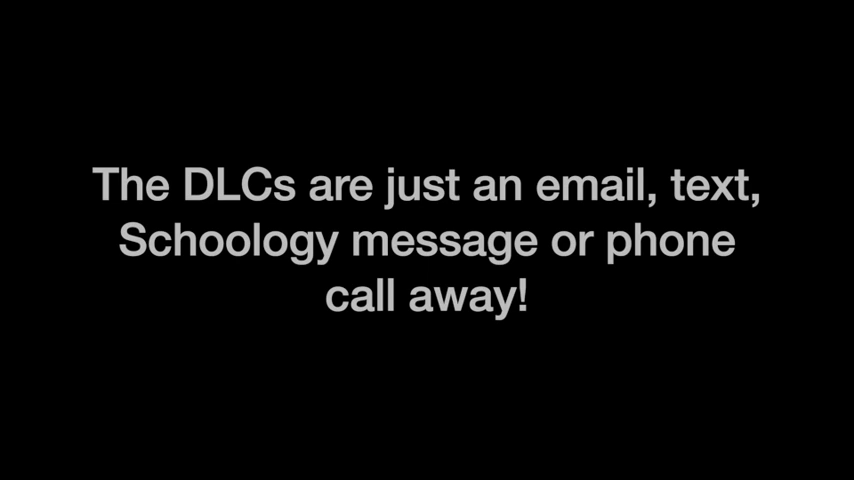 The DLCs are just an email, text,
Schoology message or phone
call away!